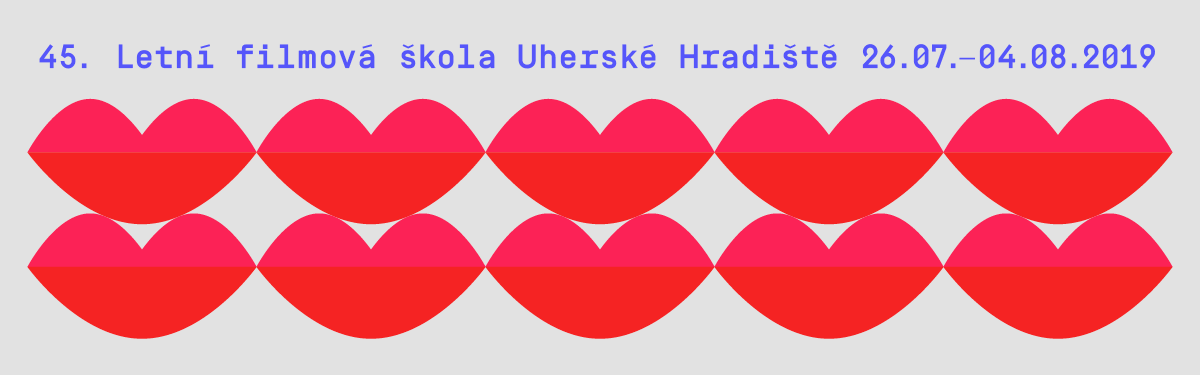 45. Letní filmová škola Uherské Hradiště 26.07.–04.08.2019